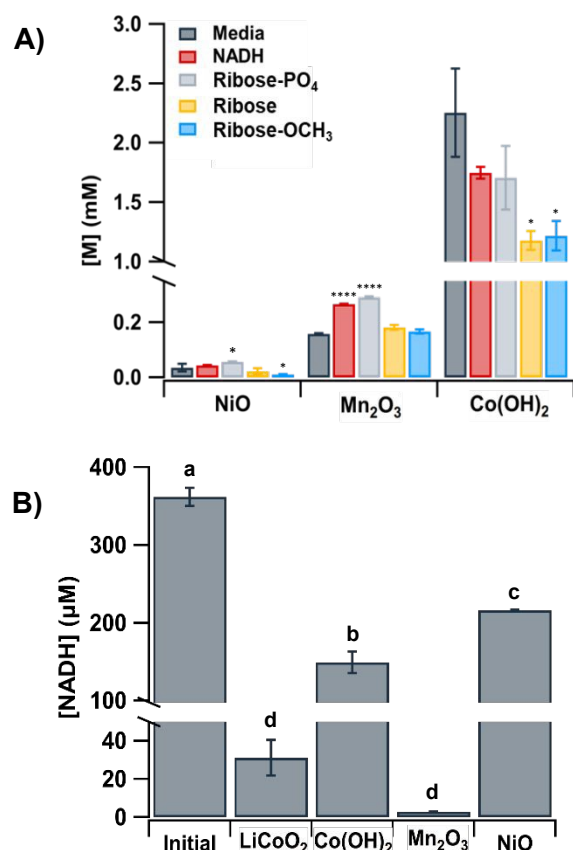 A)
Media
NADH
Ribose-PO₄
Ribose
Ribose-OCH₃
[M] (mM)
3.0
2.5
2.0
1.5
1.0
0.2
0.0
* * **** **** * *
NiO Mn₂O₃ Co(OH)₂
B)
[NADH] (μM)
400
300
200
100
40
20
0
a
d
b
d
c
Initial LiCoO₂ Co(OH)₂ Mn₂O₃ NiO